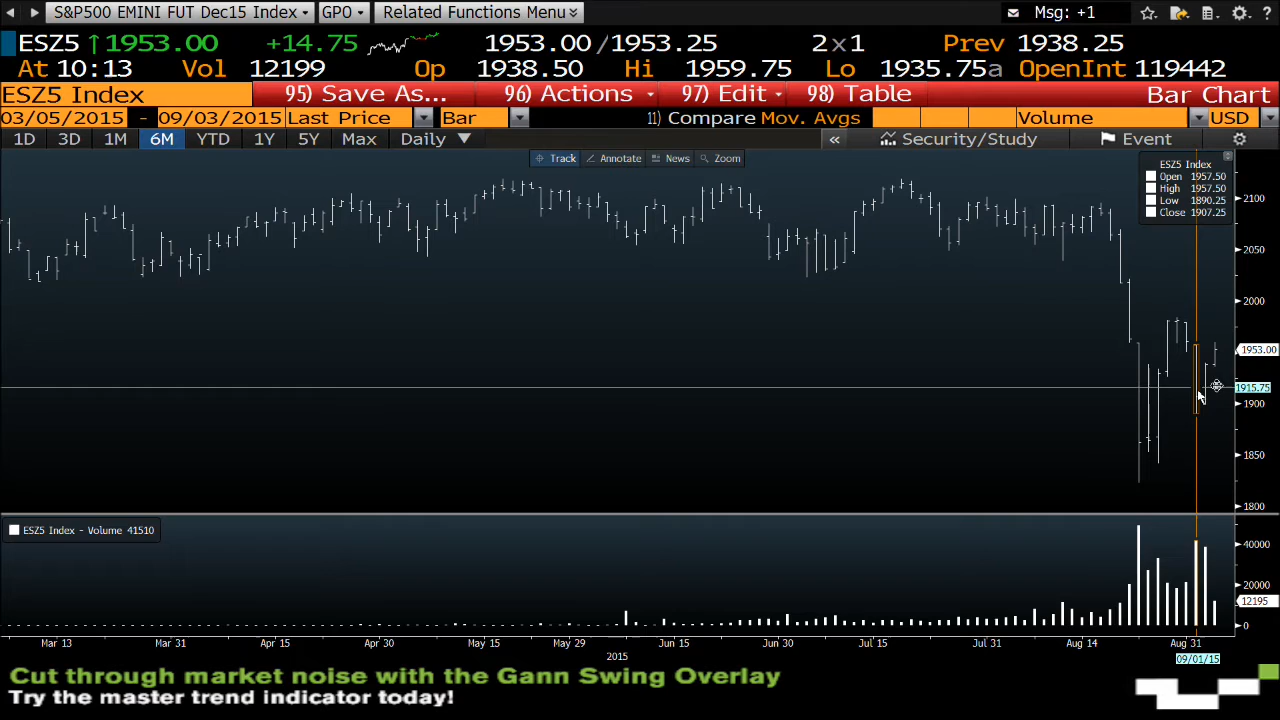 S&P500 EMINI FUT Dec15 Index GPO Related Functions Menu Msg: +1 ?
ESZ5 ↑1953.00 +14.75 1953.00/1953.25 2x1 Prev 1938.25
At 10:13 Vol 12199 Op 1938.50 Hi 1959.75 Lo 1935.75a OpenInt 119442
ESZ5 Index 95) Save As... 96) Actions 97) Edit 98) Table Bar Chart
03/05/2015 - 09/03/2015 Last Price Bar 11) Compare Mov. Avgs Volume USD
1D 3D 1M 6M YTD 1Y 5Y Max Daily ▼ « Security/Study Event
Track Annotate News Zoom
ESZ5 Index
Open 1957.50
High 1957.50
Low 1890.25
Close 1907.25
2100
2050
2000
1953.00
1915.75
1900
1850
1800
ESZ5 Index - Volume 41510
40000
20000
12195
0
Mar 13 Mar 31 Apr 15 Apr 30 May 15 May 29 Jun 15 Jun 30 Jul 15 Jul 31 Aug 14 Aug 31
2015
09/01/15
Cut through market noise with the Gann Swing Overlay
Try the master trend indicator today!